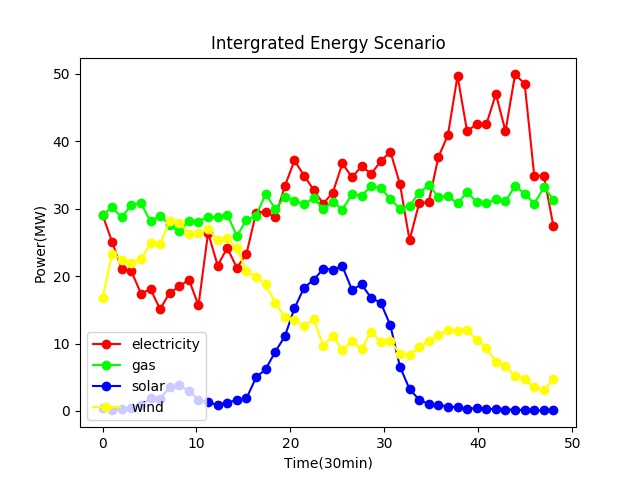 Intergrated Energy Scenario
Power(MW)
50
40
30
20
10
0
electricity
gas
solar
wind
0 10 20 30 40 50
Time(30min)